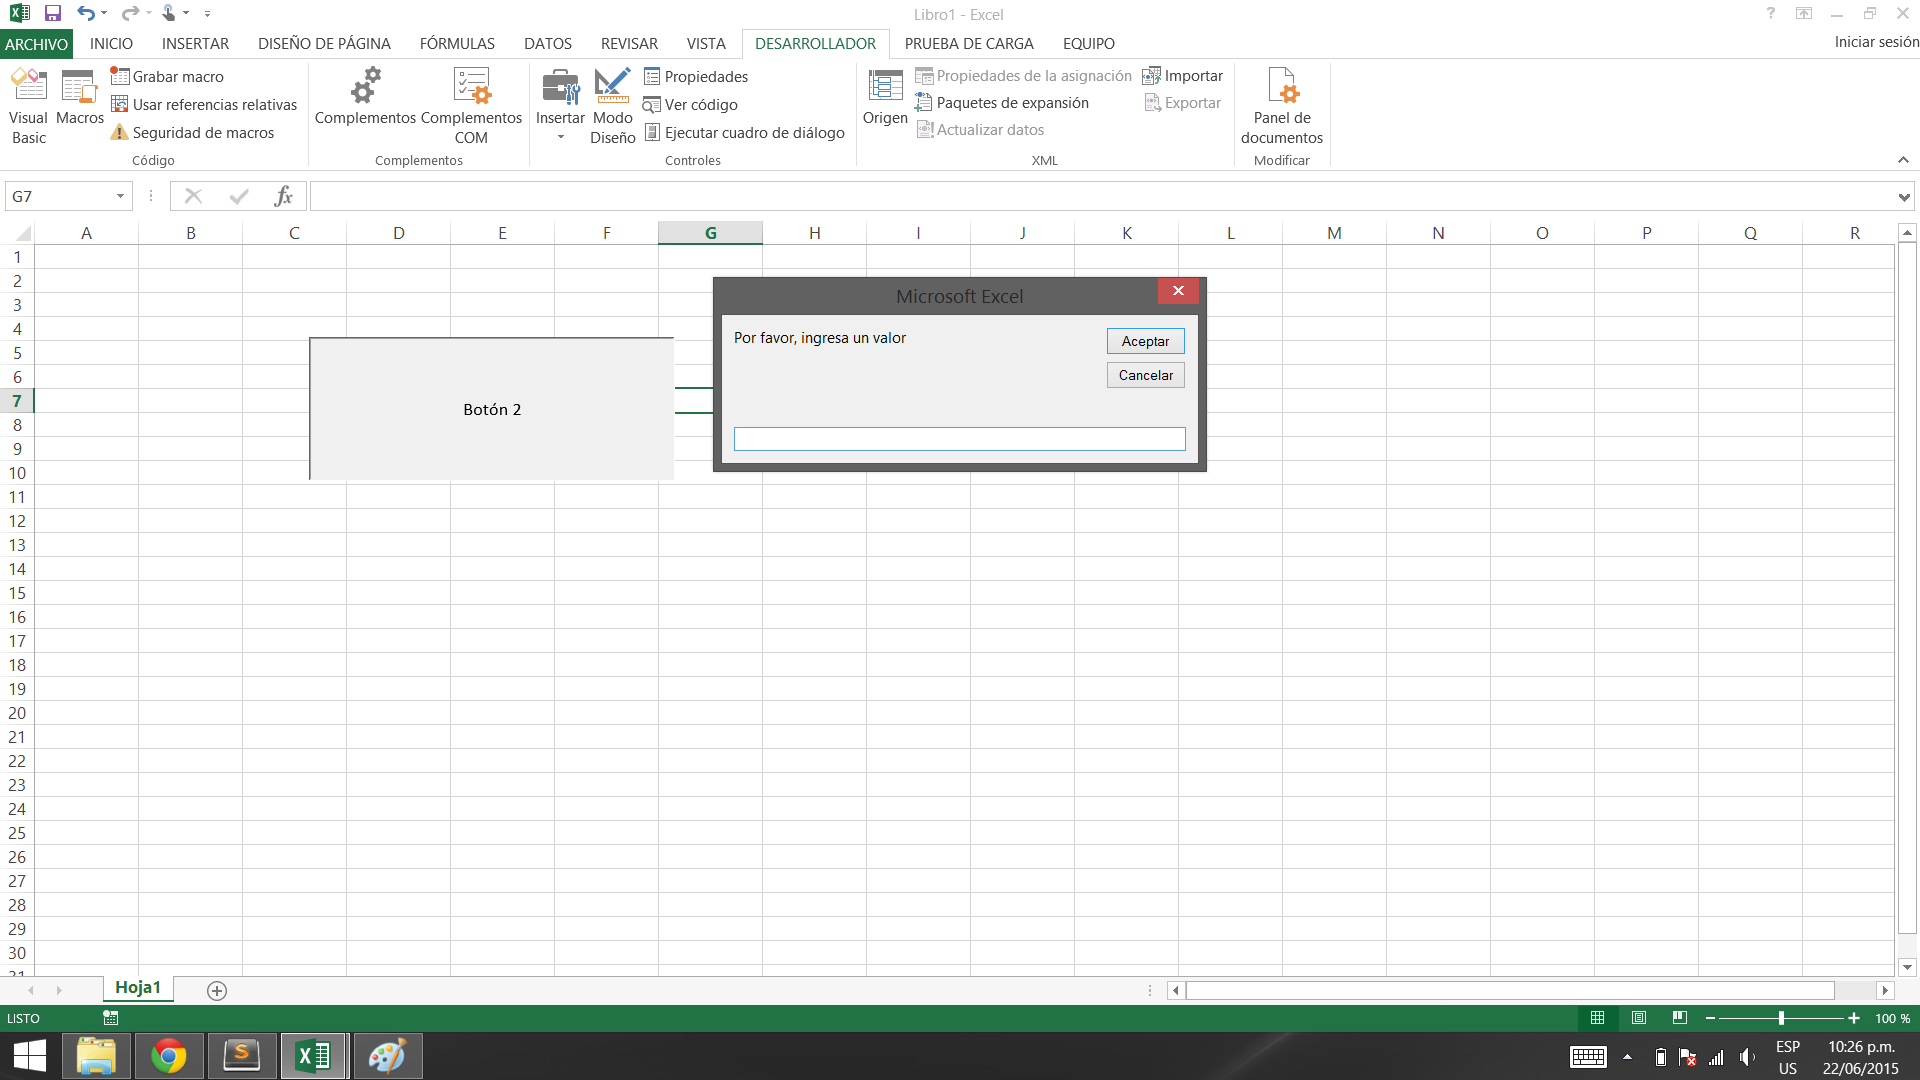 Libro1 - Excel
ARCHIVO INICIO INSERTAR DISEÑO DE PÁGINA FÓRMULAS DATOS REVISAR VISTA DESARROLLADOR PRUEBA DE CARGA EQUIPO Iniciar sesión
Visual Basic
Macros
Grabar macro
Usar referencias relativas
Seguridad de macros
Código
Complementos
Complementos COM
Complementos
Insertar
Modo Diseño
Propiedades
Ver código
Ejecutar cuadro de diálogo
Controles
Origen
Propiedades de la asignación
Paquetes de expansión
Actualizar datos
Importar
Exportar
XML
Panel de documentos
Modificar
G7
fx
A B C D E F G H I J K L M N O P Q R
1
2
3
4
5
6
7
8
9
10
11
12
13
14
15
16
17
18
19
20
21
22
23
24
25
26
27
28
29
30
31
Botón 2
Microsoft Excel
Por favor, ingresa un valor
Aceptar
Cancelar
Hoja1
LISTO
100 %
ESP
US
10:26 p.m.
22/06/2015